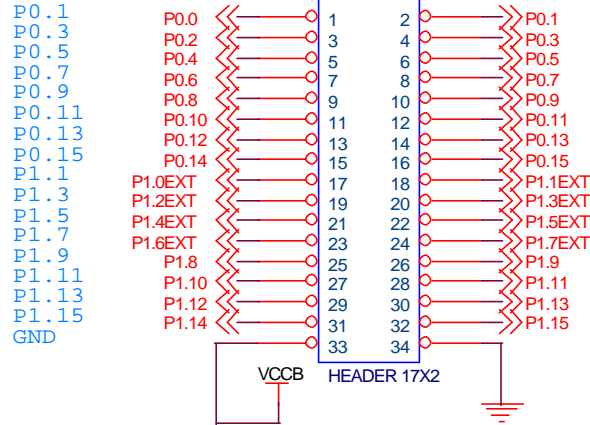 P0.1
P0.3
P0.5
P0.7
P0.9
P0.11
P0.13
P0.15
P1.1
P1.3
P1.5
P1.7
P1.9
P1.11
P1.13
P1.15
GND
P0.0 1 2 P0.1
P0.2 3 4 P0.3
P0.4 5 6 P0.5
P0.6 7 8 P0.7
P0.8 9 10 P0.9
P0.10 11 12 P0.11
P0.12 13 14 P0.13
P0.14 15 16 P0.15
P1.0EXT 17 18 P1.1EXT
P1.2EXT 19 20 P1.3EXT
P1.4EXT 21 22 P1.5EXT
P1.6EXT 23 24 P1.7EXT
P1.8 25 26 P1.9
P1.10 27 28 P1.11
P1.12 29 30 P1.13
P1.14 31 32 P1.15
33 34
VCCB HEADER 17X2